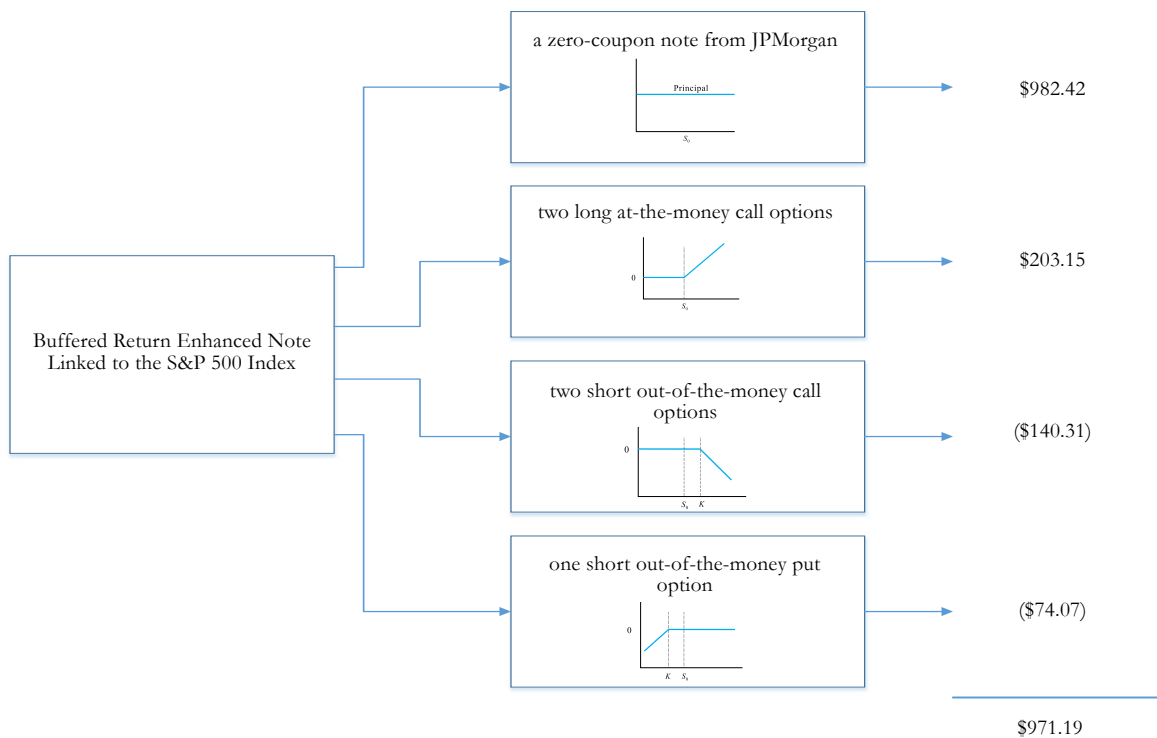 a zero-coupon note from JPMorgan
Principal
S0
$982.42
two long at-the-money call options
0
S0
$203.15
Buffered Return Enhanced Note
Linked to the S&P 500 Index
two short out-of-the-money call
options
0
S0 K
($140.31)
one short out-of-the-money put
option
0
K S0
($74.07)
$971.19